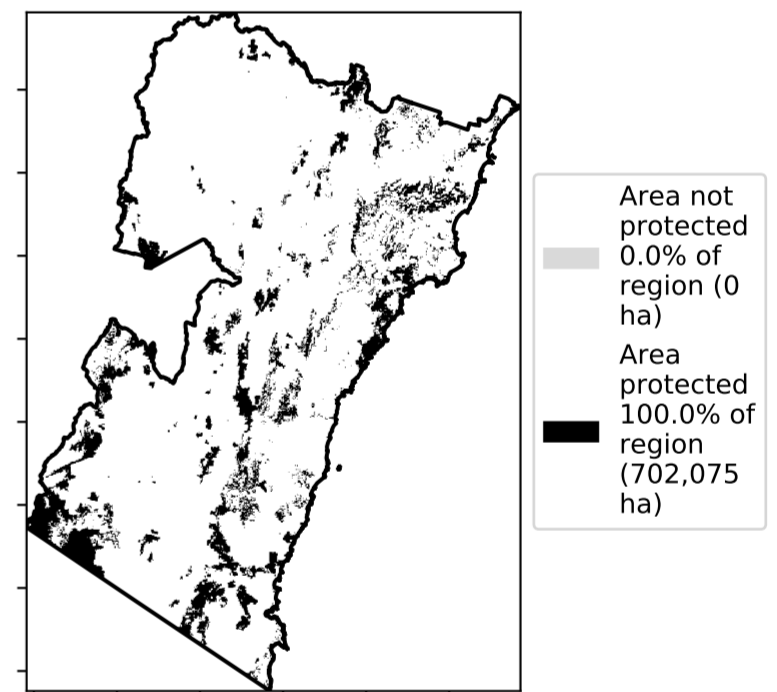 Area not
protected
0.0% of
region (0
ha)
Area
protected
100.0% of
region
(702,075
ha)